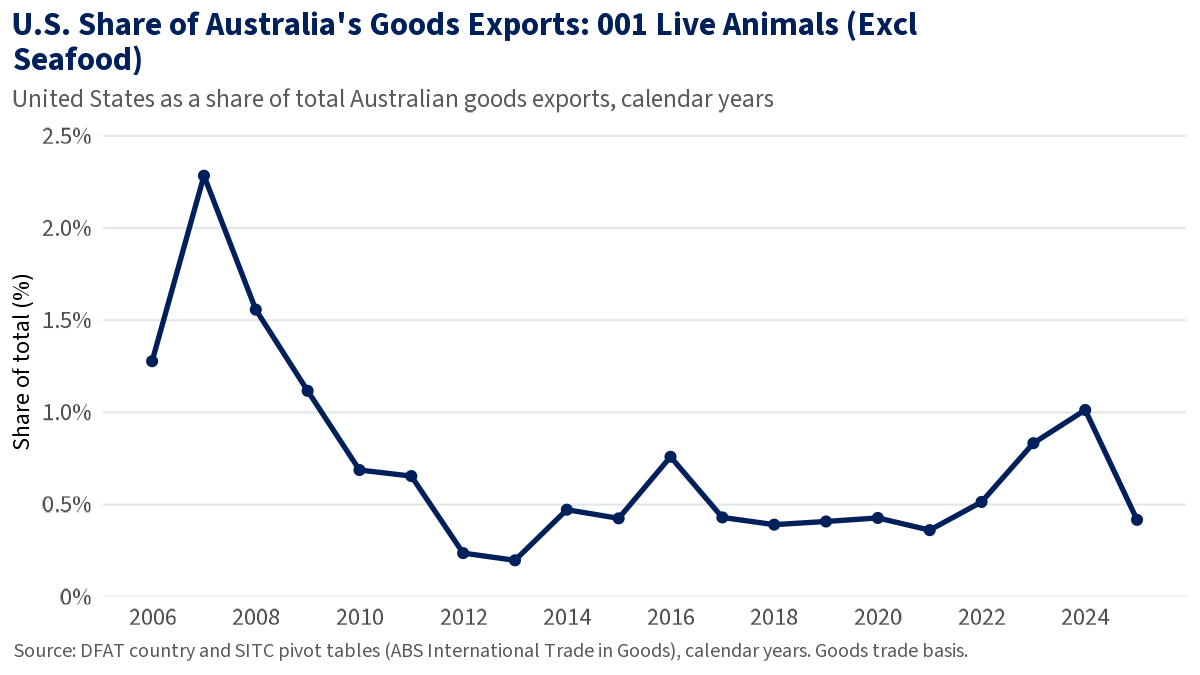 U.S. Share of Australia's Goods Exports: 001 Live Animals (Excl
Seafood)
United States as a share of total Australian goods exports, calendar years
Share of total (%)
2.5%
2.0%
1.5%
1.0%
0.5%
0%
2006 2008 2010 2012 2014 2016 2018 2020 2022 2024
Source: DFAT country and SITC pivot tables (ABS International Trade in Goods), calendar years. Goods trade basis.